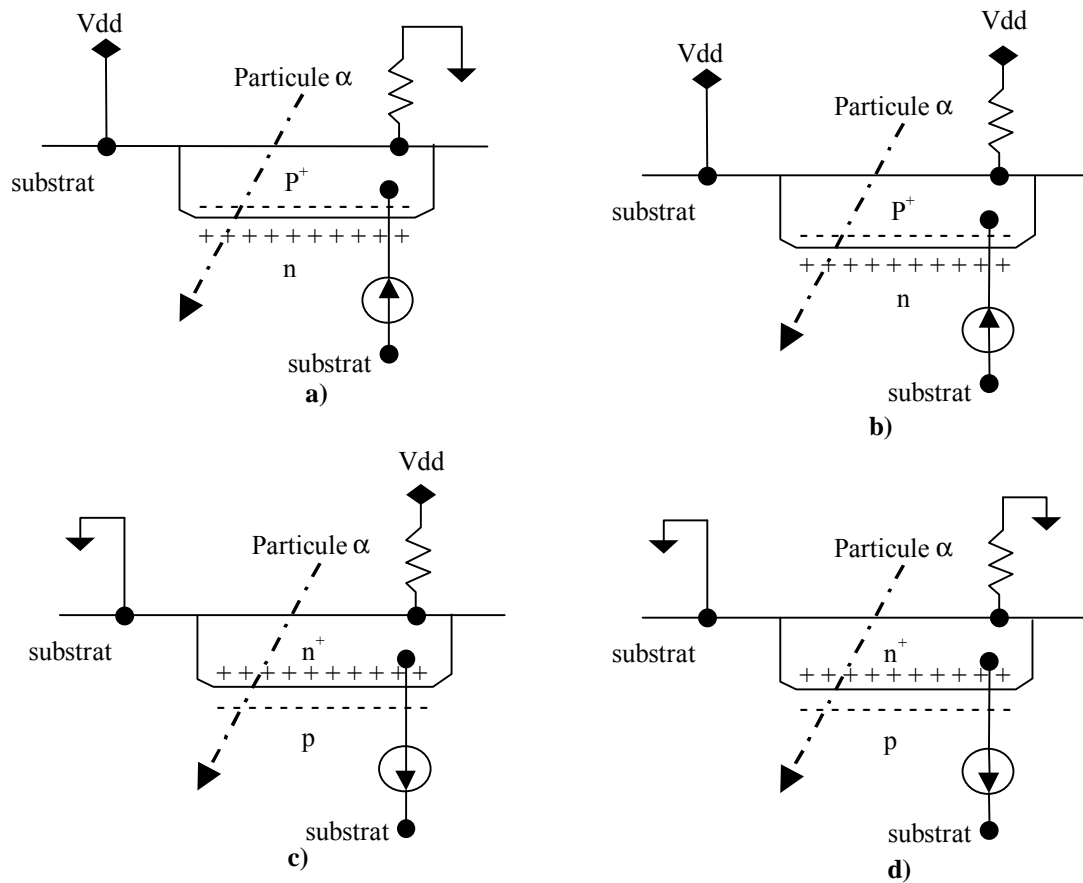 Vdd
Particule α
substrat
P+
- - - - - - - - -
+ + + + + + + + +
n
substrat
a)
Vdd
Vdd
Particule α
substrat
P+
- - - - - - - - -
+ + + + + + + + +
n
substrat
b)
Vdd
Particule α
substrat
n+
+ + + + + + + + + +
- - - - - - - - - -
p
substrat
c)
Particule α
substrat
n+
+ + + + + + + + + +
- - - - - - - - - -
p
substrat
d)